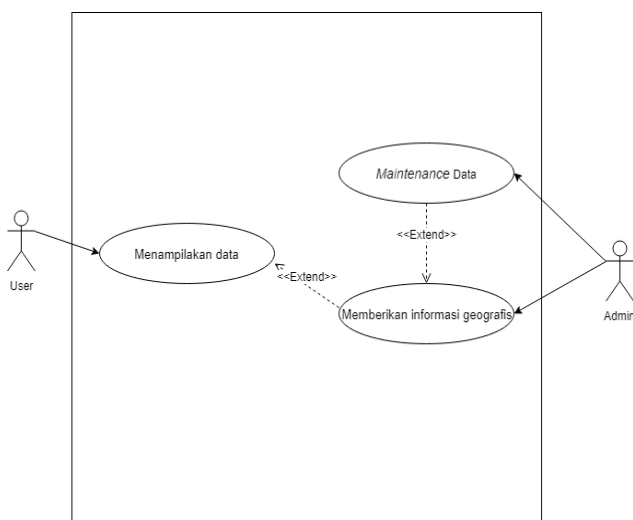 Maintenance Data
<<Extend>>
Menampilakan data
<<Extend>>
User
Memberikan informasi geografis
Admin